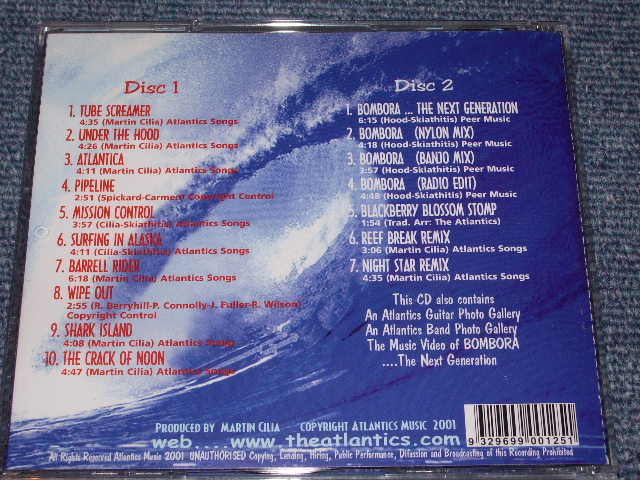 Disc 1
1. TUBE SCREAMER
4:35 (Martin Cilia) Atlantics Songs
2. UNDER THE HOOD
4:26 (Martin Cilia) Atlantics Songs
3. ATLANTICA
4:11 (Martin Cilia) Atlantics Songs
4. PIPELINE
2:51 (Spickard-Carmen) Copyright Control
5. MISSION CONTROL
3:57 (Cilia-Skiathitis) Atlantics Songs
6. SURFING IN ALASKA
4:11 (Cilia-Skiathitis) Atlantics Songs
7. BARRELL RIDER
6:18 (Martin Cilia) Atlantics Songs
8. WIPE OUT
2:55 (R. Berryhill-P. Connolly-J. Fuller-R. Wilson)
Copyright Control
9. SHARK ISLAND
4:08 (Martin Cilia) Atlantics Songs
10. THE CRACK OF NOON
4:47 (Martin Cilia) Atlantics Songs
Disc 2
1. BOMBORA ... THE NEXT GENERATION
6:15 (Hood-Skiathitis) Peer Music
2. BOMBORA (NYLON MIX)
4:18 (Hood-Skiathitis) Peer Music
3. BOMBORA (BANJO MIX)
3:57 (Hood-Skiathitis) Peer Music
4. BOMBORA (RADIO EDIT)
4:48 (Hood-Skiathitis) Peer Music
5. BLACKBERRY BLOSSOM STOMP
1:54 (Trad. Arr: The Atlantics)
6. REEF BREAK REMIX
3:06 (Martin Cilia) Atlantics Songs
7. NIGHT STAR REMIX
4:35 (Martin Cilia) Atlantics Songs
This CD also contains
An Atlantics Guitar Photo Gallery
An Atlantics Band Photo Gallery
The Music Video of BOMBORA
....The Next Generation
PRODUCED BY MARTIN CILIA COPYRIGHT ATLANTICS MUSIC 2001
web....www.theatlantics.com
9 329699 001251
All Rights Reserved Atlantics Music 2001 UNAUTHORISED Copying, Lending, Hiring, Public Performance, Difussion and Broadcasting of this Recording Prohibited